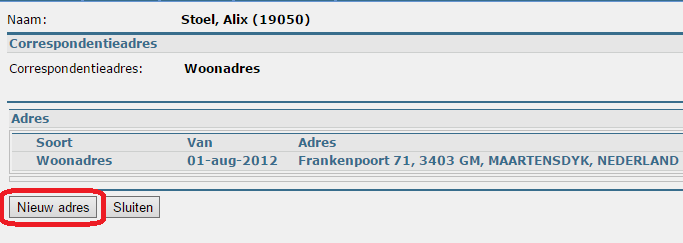 Naam: Stoel, Alix (19050)
Correspondentieadres
Correspondentieadres: Woonadres
Adres
Soort Van Adres
Woonadres 01-aug-2012 Frankenpoort 71, 3403 GM, MAARTENSDYK, NEDERLAND
Nieuw adres Sluiten